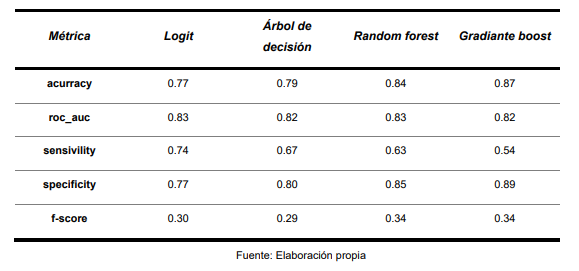 Métrica Logit Árbol de decisión Random forest Gradiante boost
acurracy 0.77 0.79 0.84 0.87
roc_auc 0.83 0.82 0.83 0.82
sensivility 0.74 0.67 0.63 0.54
specificity 0.77 0.80 0.85 0.89
f-score 0.30 0.29 0.34 0.34
Fuente: Elaboración propia